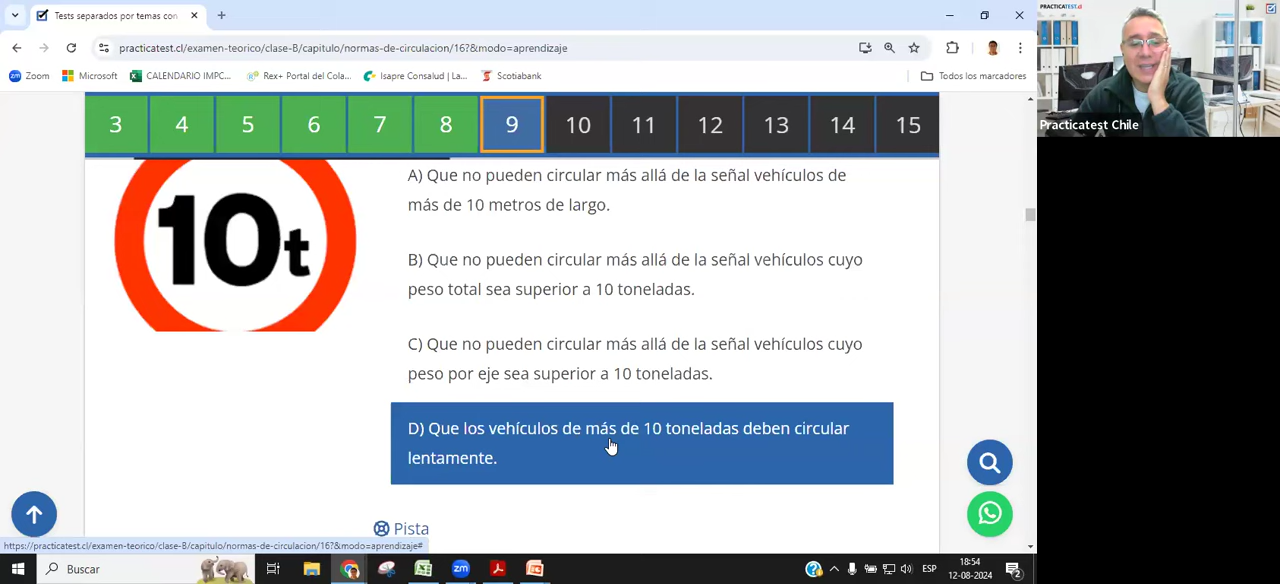 Tests separados por temas con
practicatest.cl/examen-teorico/clase-B/capitulo/normas-de-circulacion/167&modo=aprendizaje
Zoom
Microsoft
CALENDARIO IMPC...
Rex+ Portal del Cola...
Isapre Consalud | La...
Scotiabank
Todos los marcadores
PRACTICATEST.cl
Practicatest Chile
3 4 5 6 7 8 9 10 11 12 13 14 15
10t
A) Que no pueden circular más allá de la señal vehículos de
más de 10 metros de largo.
B) Que no pueden circular más allá de la señal vehículos cuyo
peso total sea superior a 10 toneladas.
C) Que no pueden circular más allá de la señal vehículos cuyo
peso por eje sea superior a 10 toneladas.
D) Que los vehículos de más de 10 toneladas deben circular
lentamente.
Pista
https://practicatest.cl/examen-teorico/clase-B/capitulo/normas-de-circulacion/167&modo=aprendizaje#
Buscar
ESP
18:54
12-08-2024
2